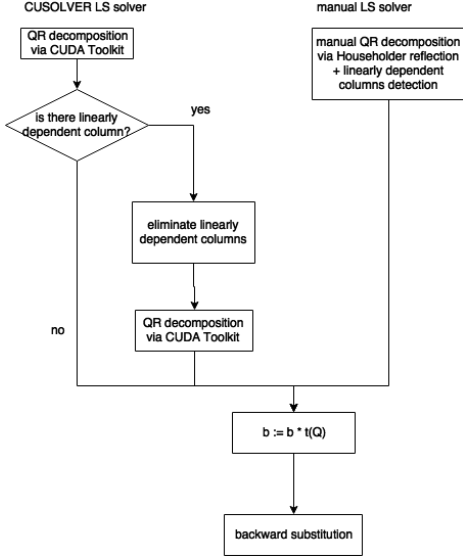 CUSOLVER LS solver
manual LS solver
QR decomposition
via CUDA Toolkit
manual QR decomposition
via Householder reflection
+ linearly dependent
columns detection
is there linearly
dependent column?
yes
eliminate linearly
dependent columns
QR decomposition
via CUDA Toolkit
no
b := b * t(Q)
backward substitution